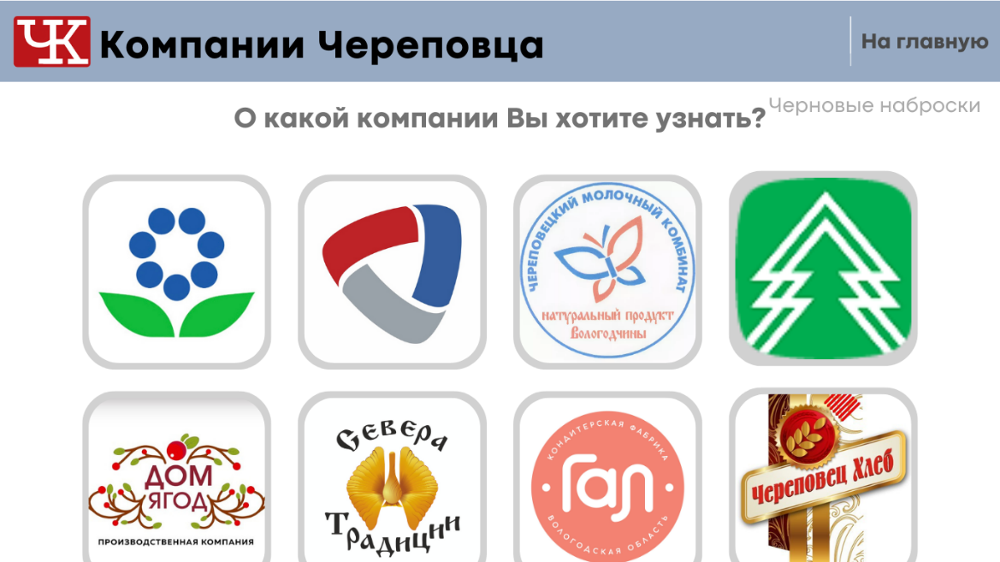 ЧК Компании Череповца
На главную
О какой компании Вы хотите узнать?
Черновые наброски
ЧЕРЕПОВЕЦКИЙ МОЛОЧНЫЙ КОМБИНАТ
натуральный продукт
Вологодчины
ДОМ
ЯГОД
ПРОИЗВОДСТВЕННАЯ КОМПАНИЯ
СЕВЕРА
ТРАДИЦИИ
КОНДИТЕРСКАЯ ФАБРИКА
Гал
ВОЛОГОДСКАЯ ОБЛАСТЬ
Череповец Хлеб